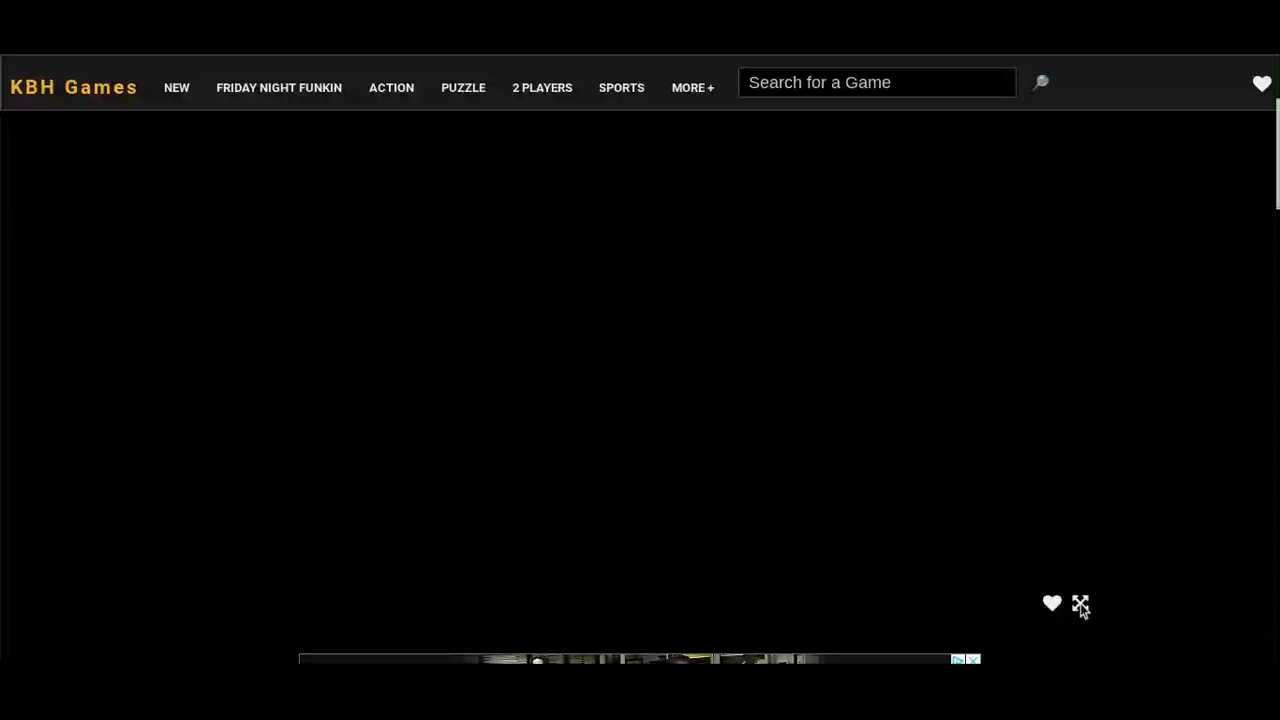 KBH Games
NEW
FRIDAY NIGHT FUNKIN
ACTION
PUZZLE
2 PLAYERS
SPORTS
MORE +
Search for a Game